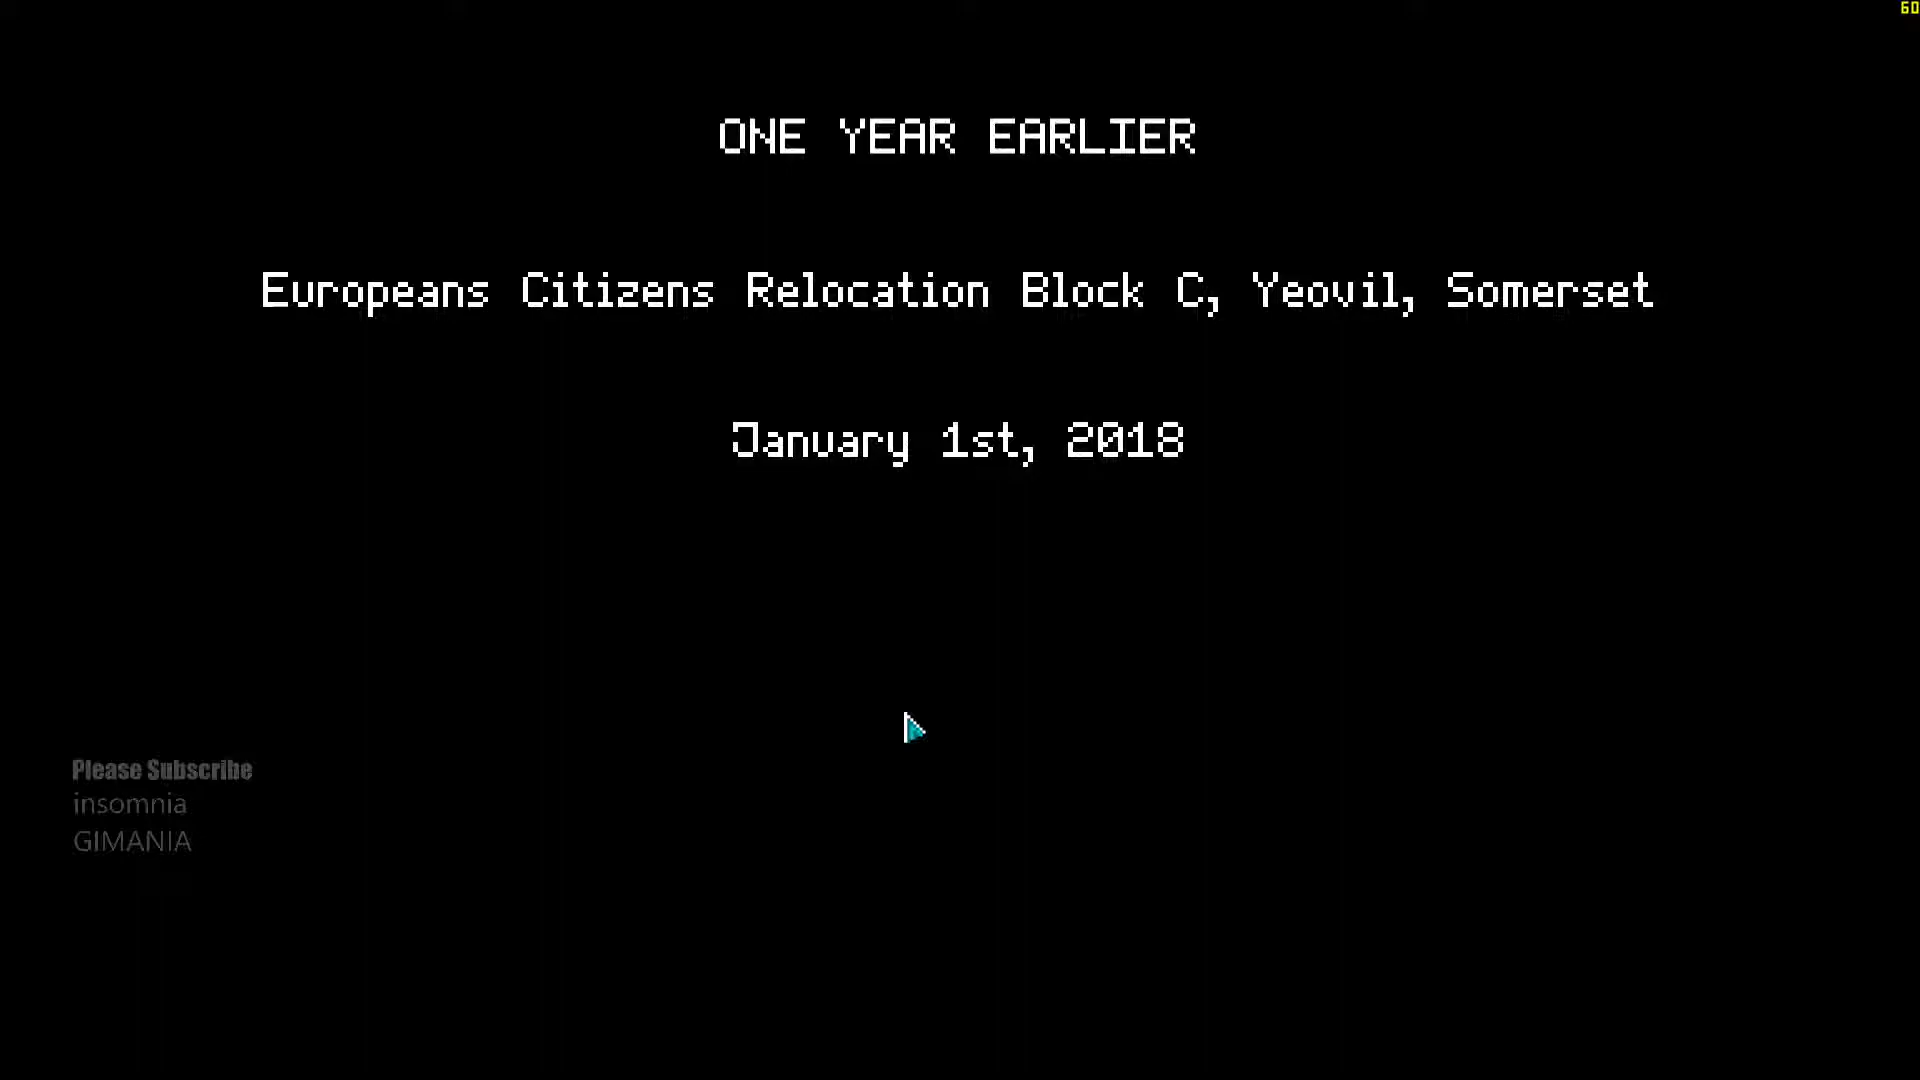 60
ONE YEAR EARLIER
Europeans Citizens Relocation Block C, Yeovil, Somerset
January 1st, 2018
Please Subscribe
insomnia
GIMANIA